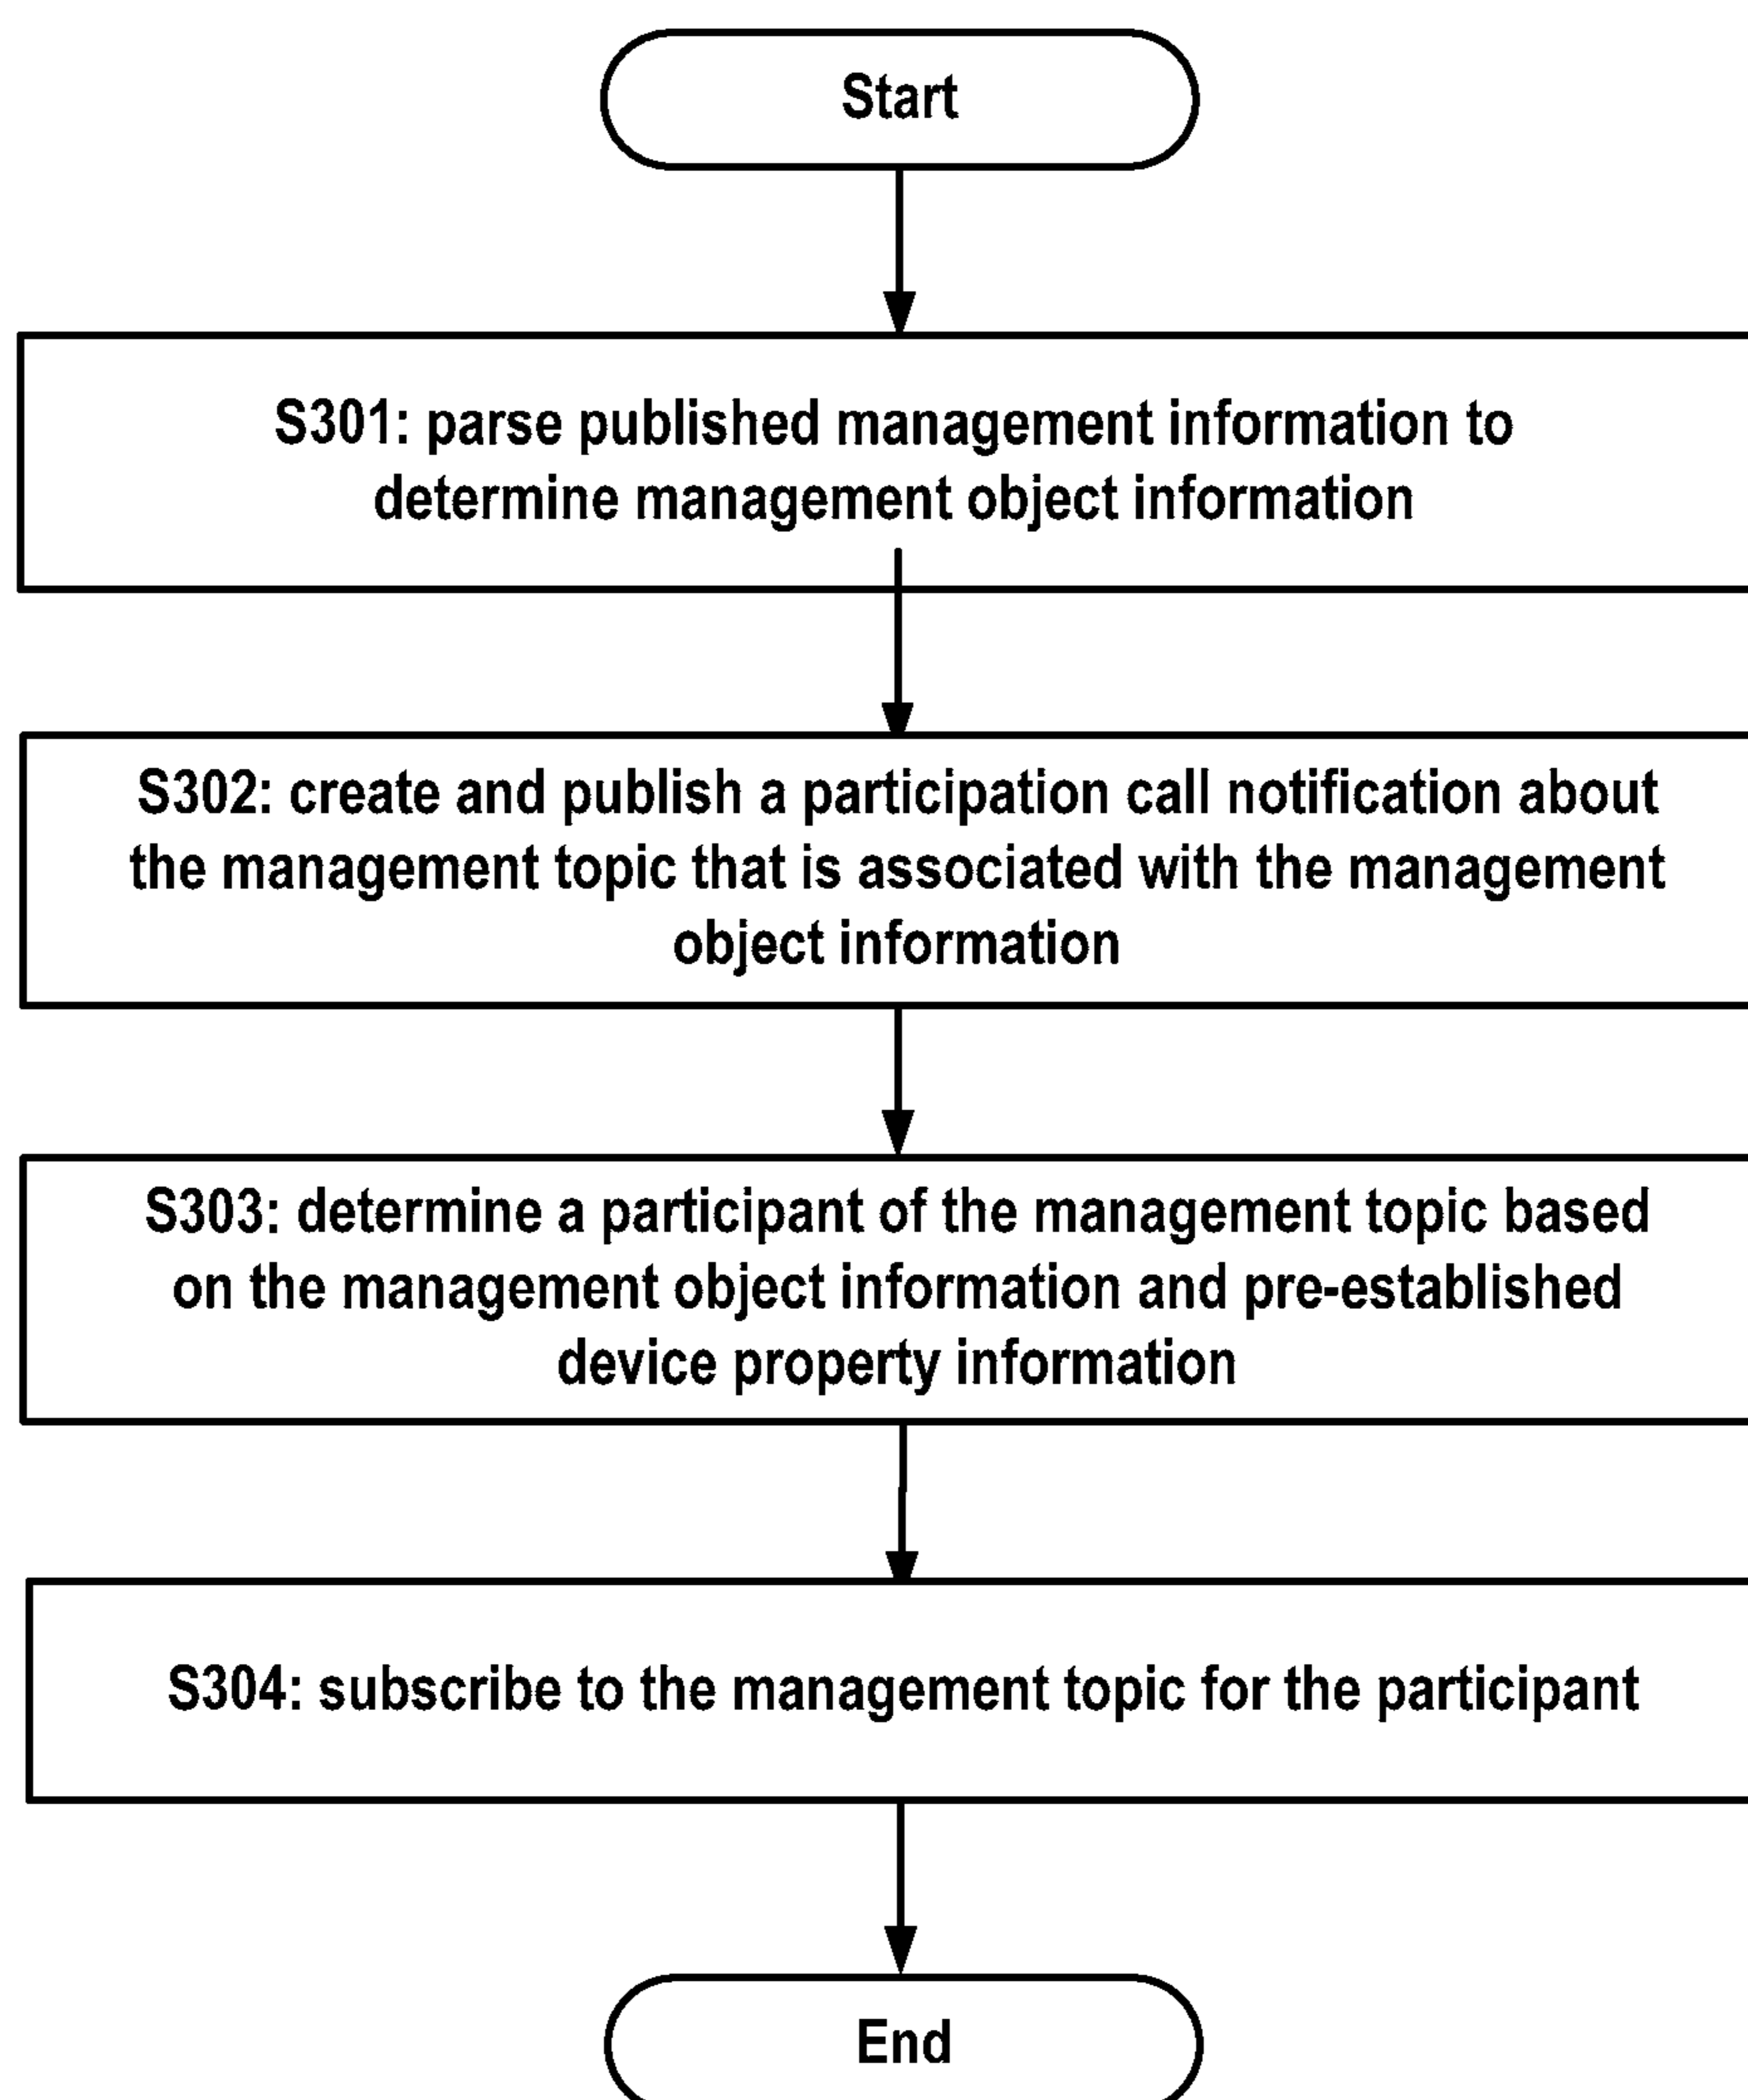 Start
S301: parse published management information to
determine management object information
S302: create and publish a participation call notification about
the management topic that is associated with the management
object information
S303: determine a participant of the management topic based
on the management object information and pre-established
device property information
S304: subscribe to the management topic for the participant
End